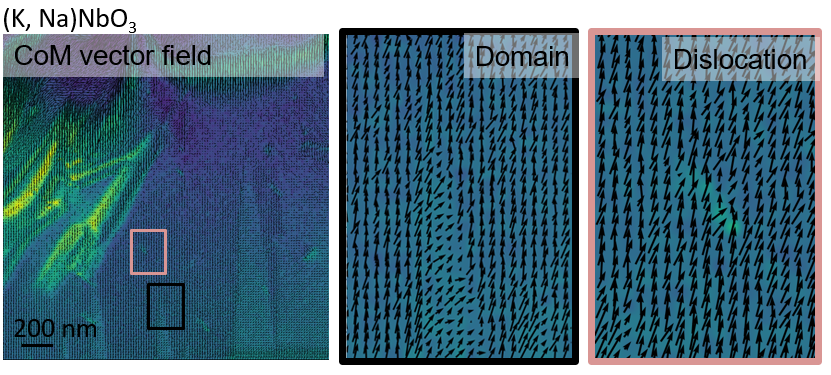 (K, Na)NbO₃
CoM vector field
Domain
Dislocation
200 nm